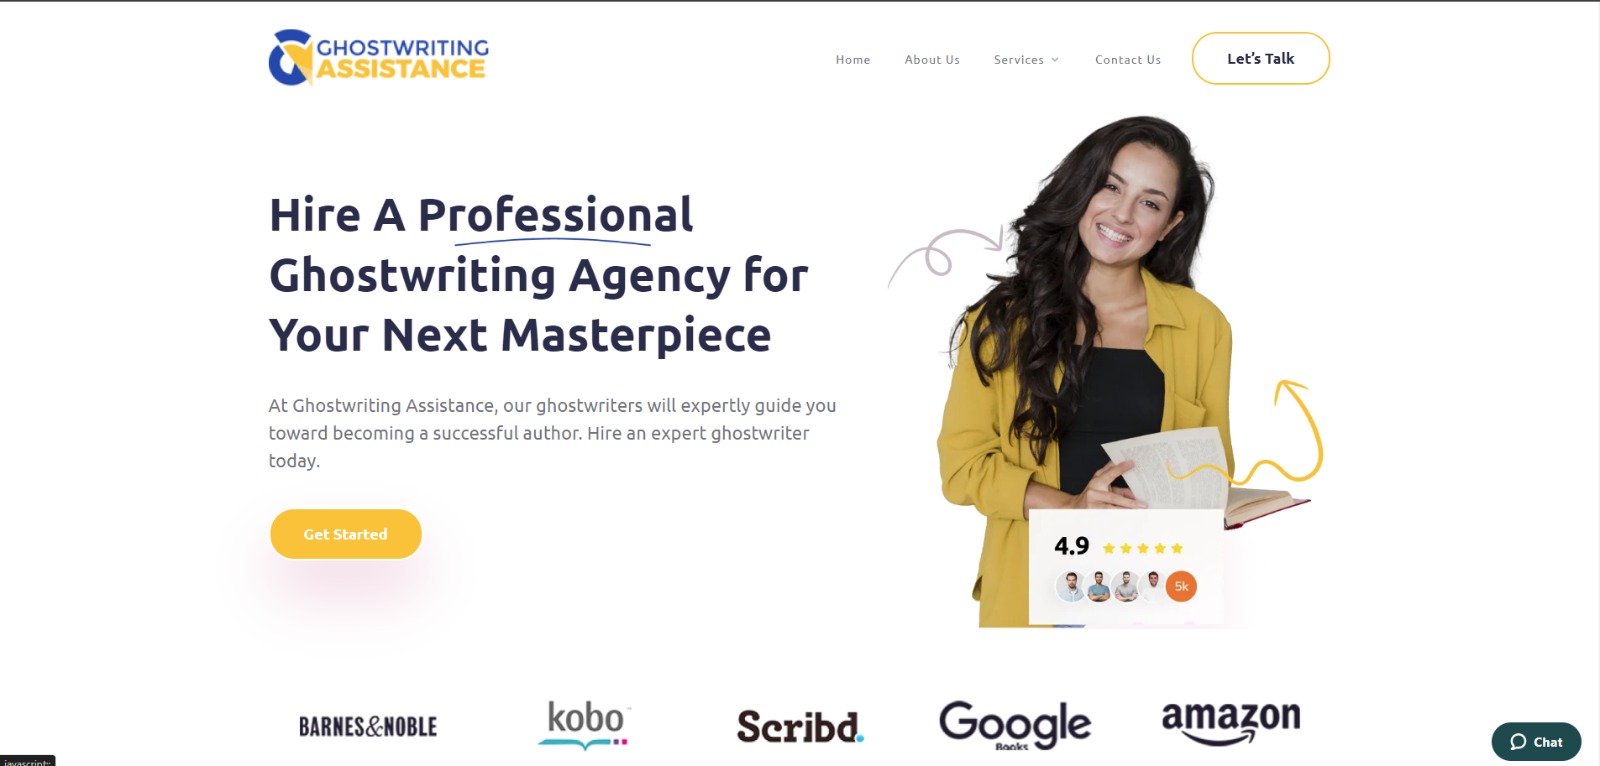 GHOSTWRITING
ASSISTANCE
Home About Us Services Contact Us Let's Talk
Hire A Professional
Ghostwriting Agency for
Your Next Masterpiece
At Ghostwriting Assistance, our ghostwriters will expertly guide you
toward becoming a successful author. Hire an expert ghostwriter
today.
Get Started
4.9
5k
BARNES&NOBLE
kobo™
Scribd.
Google
Books
amazon
Chat
javascript:;